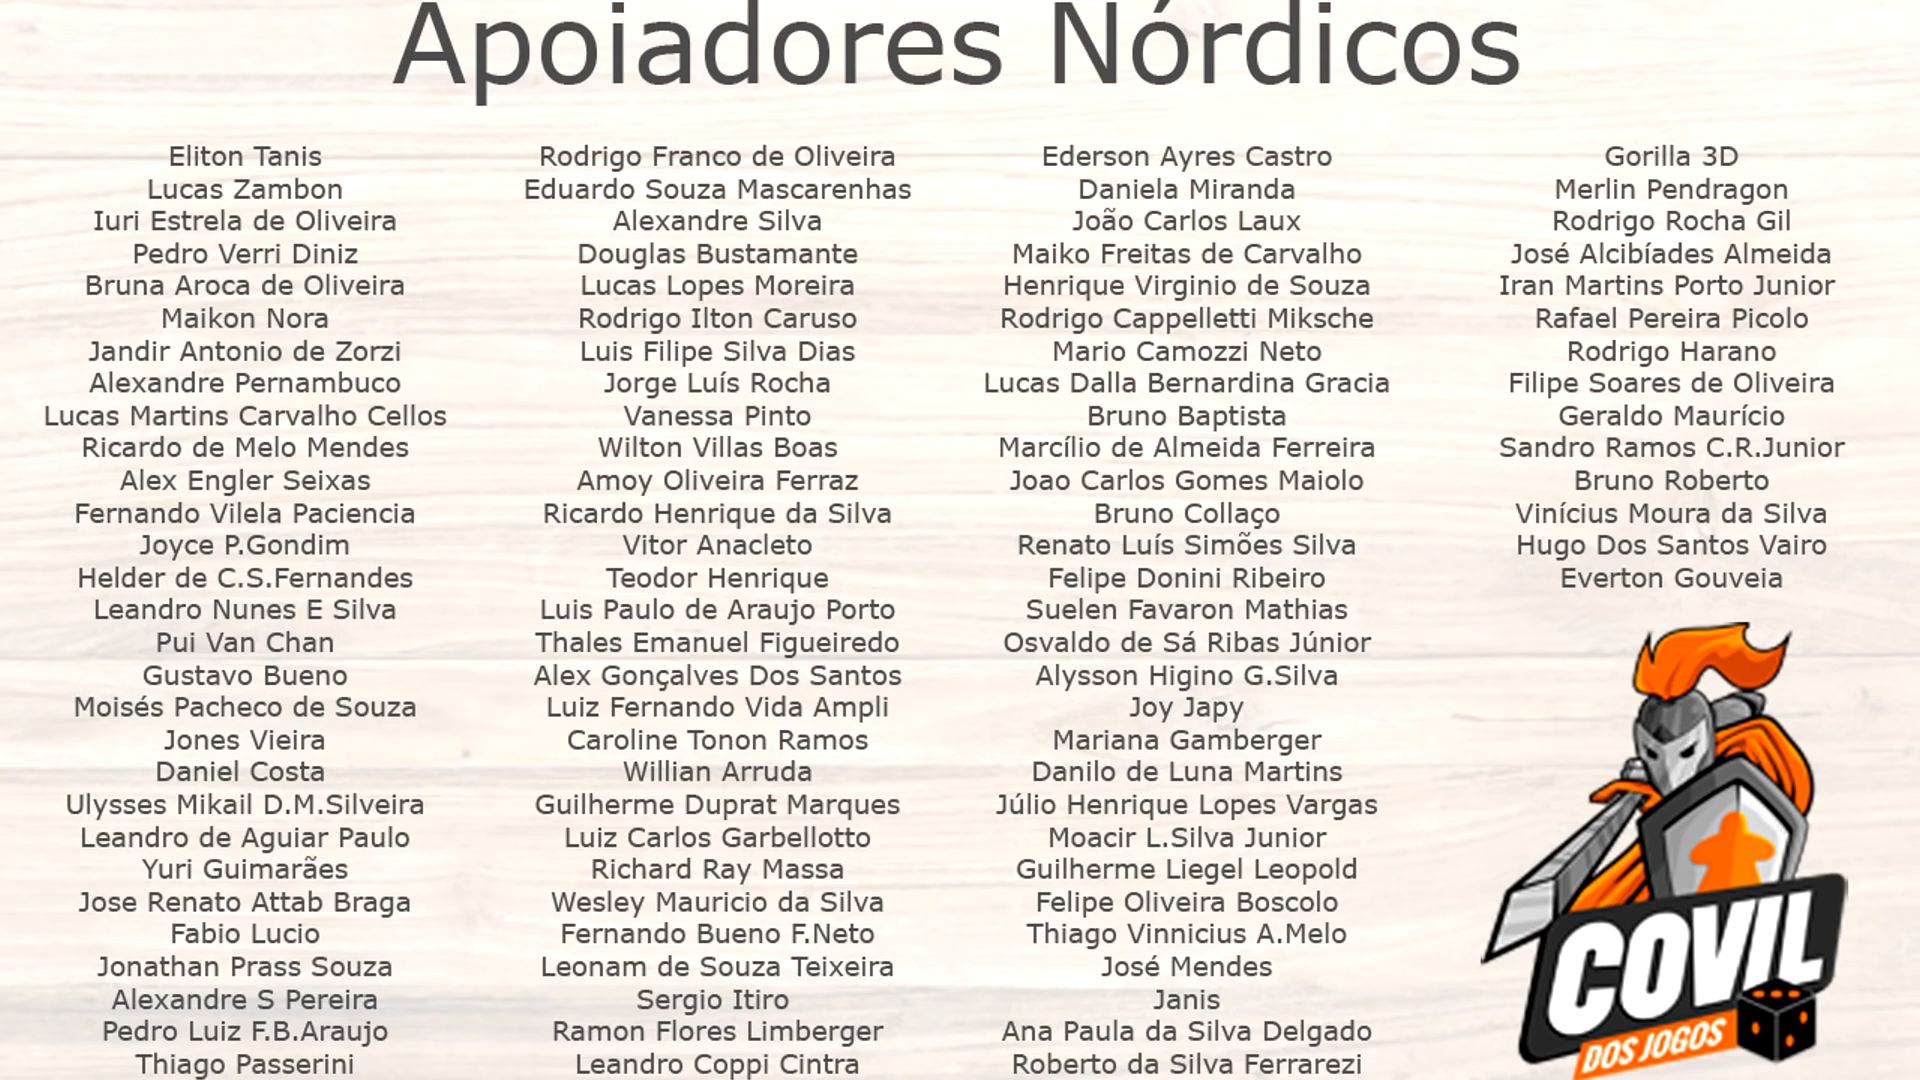 Apoiadores Nórdicos
Eliton Tanis
Lucas Zambon
Iuri Estrela de Oliveira
Pedro Verri Diniz
Bruna Aroca de Oliveira
Maikon Nora
Jandir Antonio de Zorzi
Alexandre Pernambuco
Lucas Martins Carvalho Cellos
Ricardo de Melo Mendes
Alex Engler Seixas
Fernando Vilela Paciencia
Joyce P.Gondim
Helder de C.S.Fernandes
Leandro Nunes E Silva
Pui Van Chan
Gustavo Bueno
Moisés Pacheco de Souza
Jones Vieira
Daniel Costa
Ulysses Mikail D.M.Silveira
Leandro de Aguiar Paulo
Yuri Guimarães
Jose Renato Attab Braga
Fabio Lucio
Jonathan Prass Souza
Alexandre S Pereira
Pedro Luiz F.B.Araujo
Thiago Passerini
Rodrigo Franco de Oliveira
Eduardo Souza Mascarenhas
Alexandre Silva
Douglas Bustamante
Lucas Lopes Moreira
Rodrigo Ilton Caruso
Luis Filipe Silva Dias
Jorge Luís Rocha
Vanessa Pinto
Wilton Villas Boas
Amoy Oliveira Ferraz
Ricardo Henrique da Silva
Vitor Anacleto
Teodor Henrique
Luis Paulo de Araujo Porto
Thales Emanuel Figueiredo
Alex Gonçalves Dos Santos
Luiz Fernando Vida Ampli
Caroline Tonon Ramos
Willian Arruda
Guilherme Duprat Marques
Luiz Carlos Garbellotto
Richard Ray Massa
Wesley Mauricio da Silva
Fernando Bueno F.Neto
Leonam de Souza Teixeira
Sergio Itiro
Ramon Flores Limberger
Leandro Coppi Cintra
Ederson Ayres Castro
Daniela Miranda
João Carlos Laux
Maiko Freitas de Carvalho
Henrique Virginio de Souza
Rodrigo Cappelletti Miksche
Mario Camozzi Neto
Lucas Dalla Bernardina Gracia
Bruno Baptista
Marcílio de Almeida Ferreira
Joao Carlos Gomes Maiolo
Bruno Collaço
Renato Luís Simões Silva
Felipe Donini Ribeiro
Suelen Favaron Mathias
Osvaldo de Sá Ribas Júnior
Alysson Higino G.Silva
Joy Japy
Mariana Gamberger
Danilo de Luna Martins
Júlio Henrique Lopes Vargas
Moacir L.Silva Junior
Guilherme Liegel Leopold
Felipe Oliveira Boscolo
Thiago Vinnicius A.Melo
José Mendes
Janis
Ana Paula da Silva Delgado
Roberto da Silva Ferrarezi
Gorilla 3D
Merlin Pendragon
Rodrigo Rocha Gil
José Alcibíades Almeida
Iran Martins Porto Junior
Rafael Pereira Picolo
Rodrigo Harano
Filipe Soares de Oliveira
Geraldo Maurício
Sandro Ramos C.R.Junior
Bruno Roberto
Vinícius Moura da Silva
Hugo Dos Santos Vairo
Everton Gouveia
COVIL
DOS JOGOS